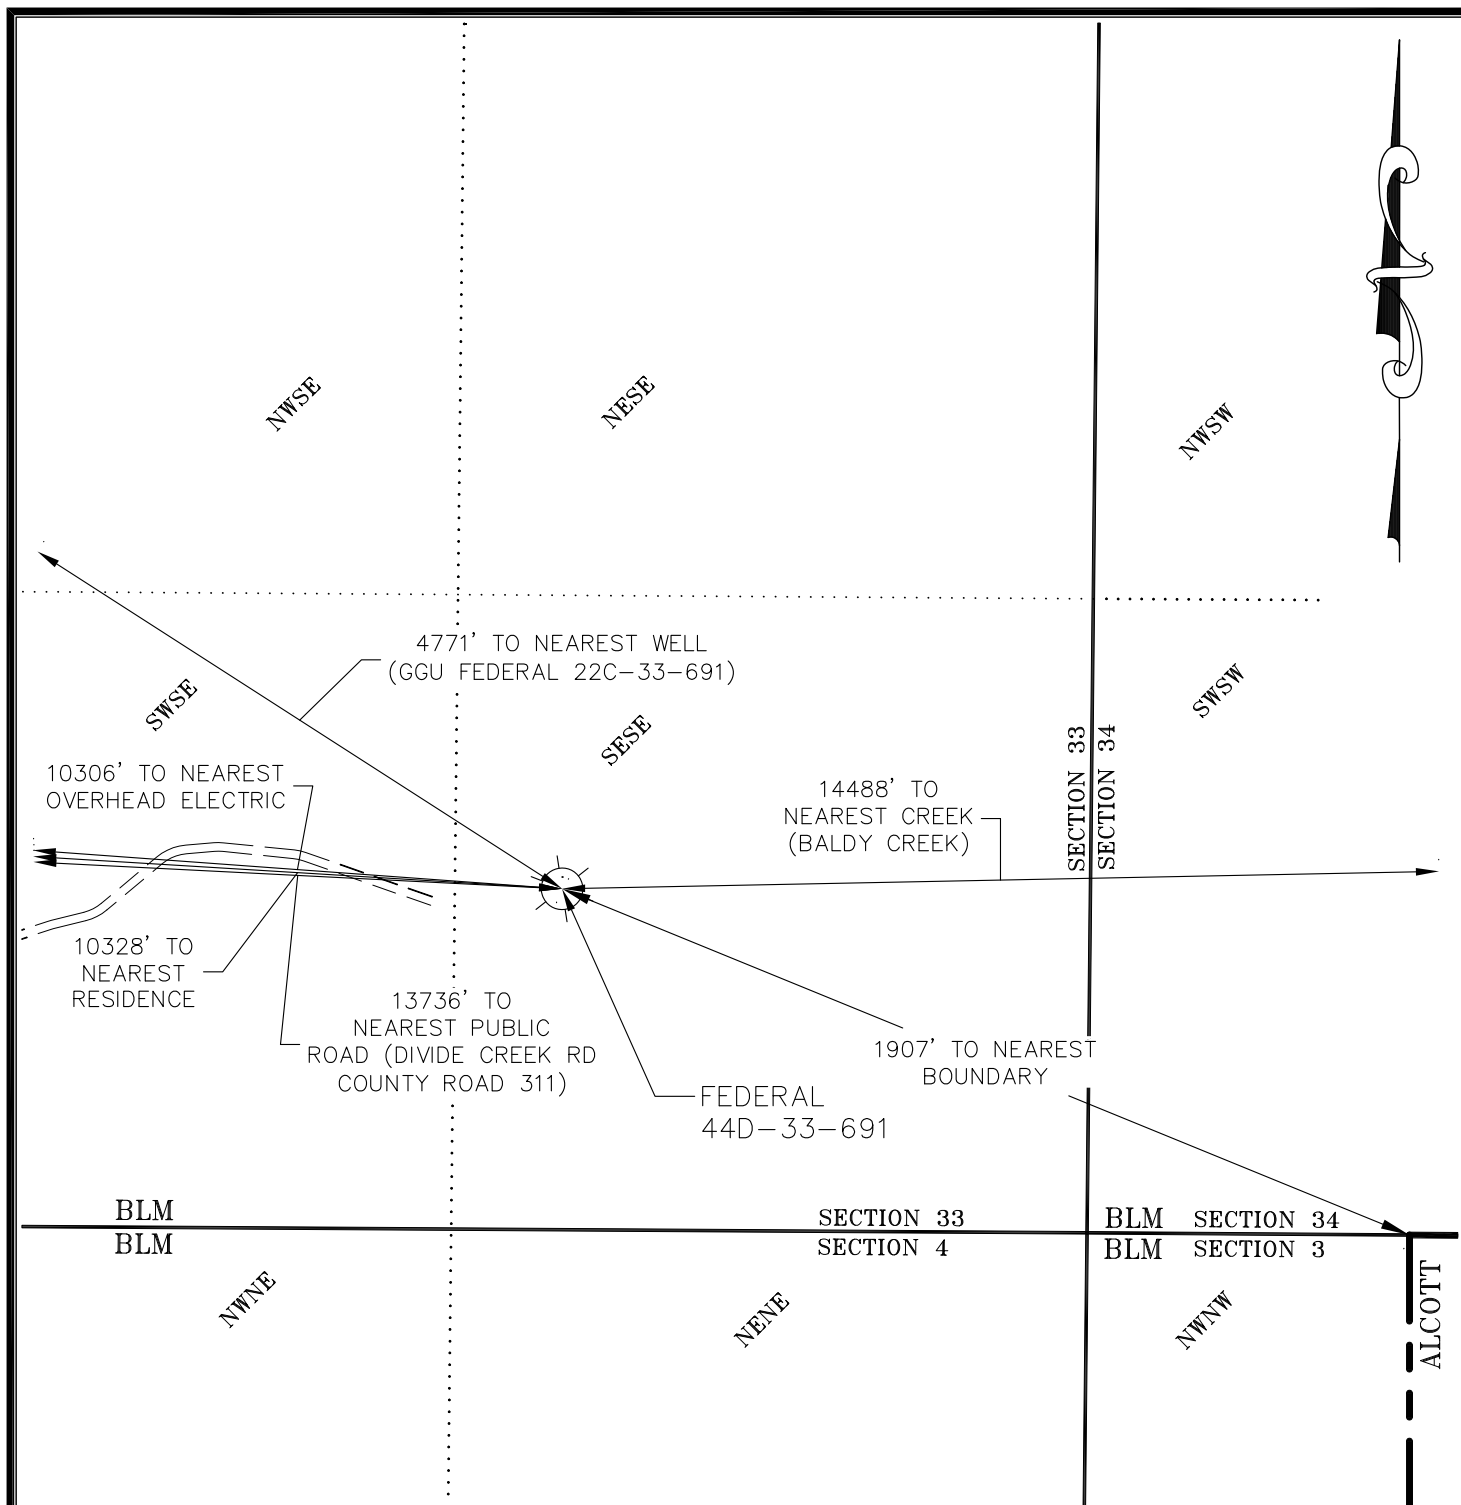 NWSE
NESE
NWSW
4771' TO NEAREST WELL
(GGU FEDERAL 22C-33-691)
SWSE
SESE
SWSW
SECTION 33
SECTION 34
10306' TO NEAREST
OVERHEAD ELECTRIC
14488' TO
NEAREST CREEK
(BALDY CREEK)
10328' TO
NEAREST
RESIDENCE
13736' TO
NEAREST PUBLIC
ROAD (DIVIDE CREEK RD
COUNTY ROAD 311)
1907' TO NEAREST
BOUNDARY
FEDERAL
44D-33-691
BLM
BLM
SECTION 33
SECTION 4
BLM SECTION 34
BLM SECTION 3
NWNE
NENE
NWNW
ALCOTT